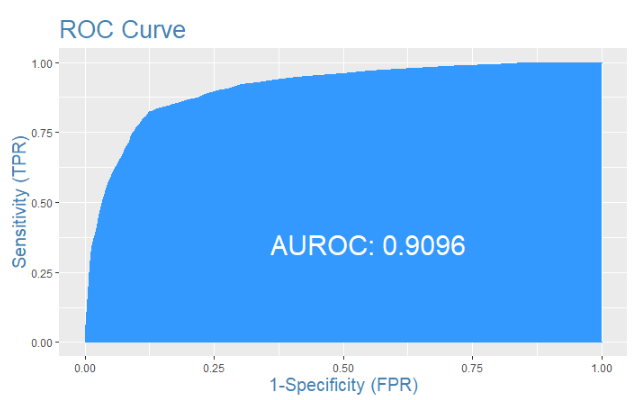 ROC Curve
1.00
0.75
0.50
0.25
0.00
Sensitivity (TPR)
AUROC: 0.9096
0.00 0.25 0.50 0.75 1.00
1-Specificity (FPR)